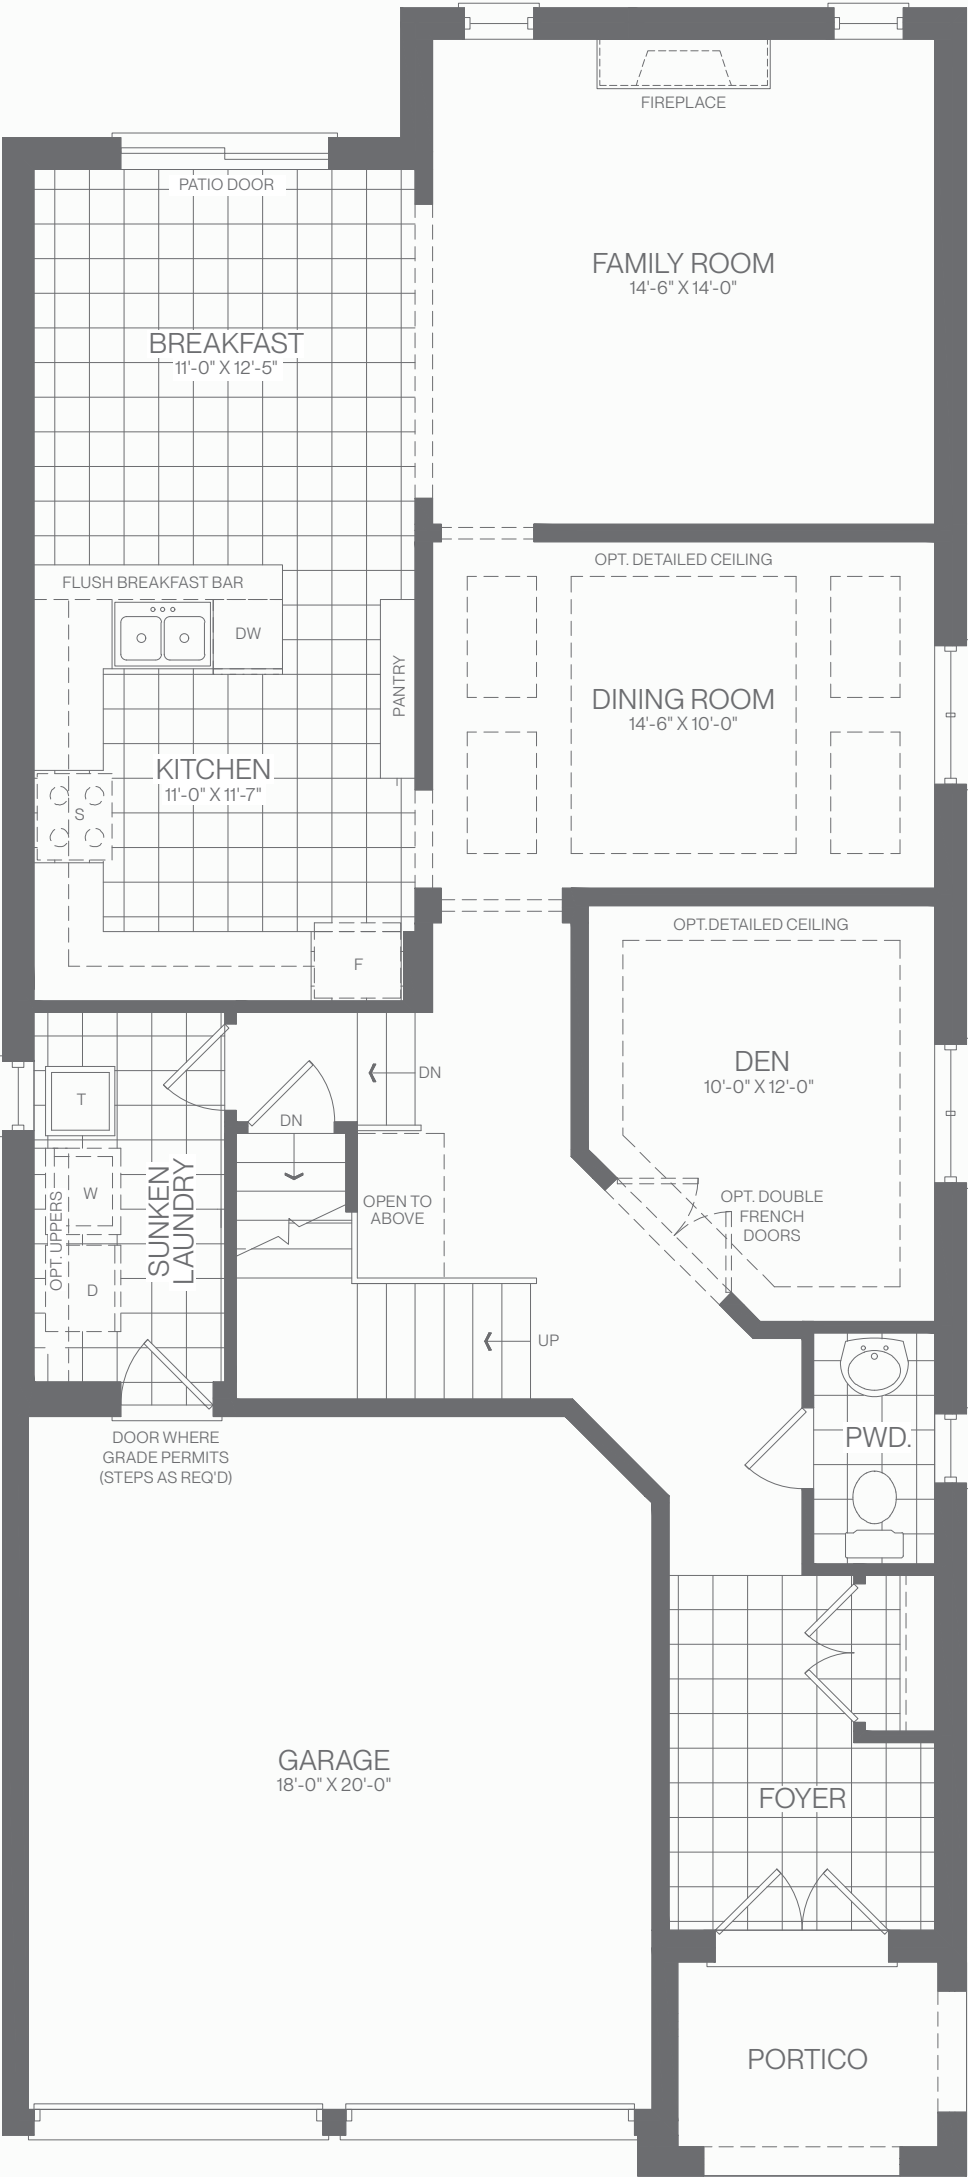 FIREPLACE
PATIO DOOR
FAMILY ROOM
14'-6" X 14'-0"
BREAKFAST
11'-0" X 12'-5"
OPT. DETAILED CEILING
FLUSH BREAKFAST BAR
DW
PANTRY
DINING ROOM
14'-6" X 10'-0"
KITCHEN
11'-0" X 11'-7"
S
F
OPT.DETAILED CEILING
DEN
10'-0" X 12'-0"
DN
T
DN
W
OPT. UPPERS
SUNKEN
LAUNDRY
D
OPEN TO
ABOVE
OPT. DOUBLE
FRENCH
DOORS
UP
DOOR WHERE
GRADE PERMITS
(STEPS AS REQ'D)
PWD.
GARAGE
18'-0" X 20'-0"
FOYER
PORTICO